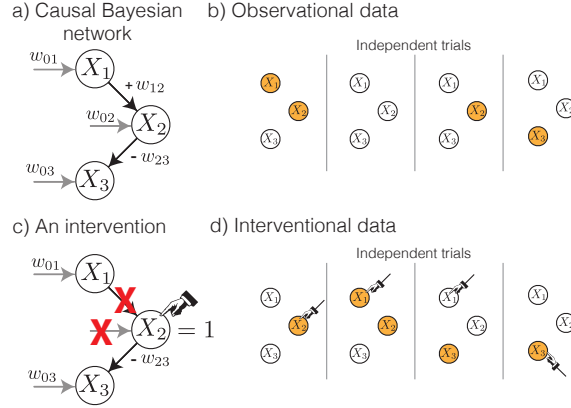 a) Causal Bayesian
network
w₀₁
X₁
+ w₁₂
w₀₂
X₂
- w₂₃
w₀₃
X₃
b) Observational data
Independent trials
X₁ X₂ X₃
X₁ X₂ X₃
X₁ X₂ X₃
X₁ X₂ X₃
c) An intervention
w₀₁
X₁
X
X
X₂ = 1
- w₂₃
w₀₃
X₃
d) Interventional data
Independent trials
X₁ X₂ X₃
X₁ X₂ X₃
X₁ X₂ X₃
X₁ X₂ X₃